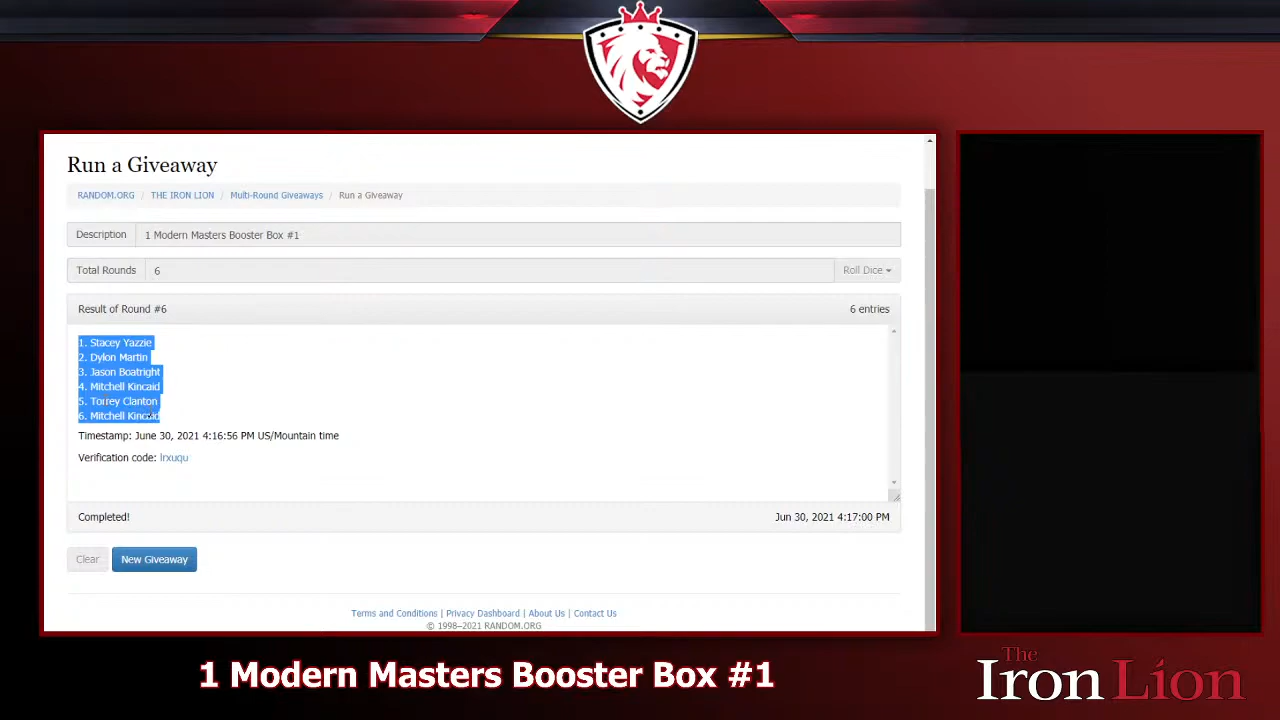 Run a Giveaway
RANDOM.ORG / THE IRON LION / Multi-Round Giveaways / Run a Giveaway
Description 1 Modern Masters Booster Box #1
Total Rounds 6 Roll Dice
Result of Round #6 6 entries
1. Stacey Yazzie
2. Dylon Martin
3. Jason Boatright
4. Mitchell Kincaid
5. Torrey Clanton
6. Mitchell Kincaid
Timestamp: June 30, 2021 4:16:56 PM US/Mountain time
Verification code: lrxuqu
Completed! Jun 30, 2021 4:17:00 PM
Clear New Giveaway
Terms and Conditions | Privacy Dashboard | About Us | Contact Us
© 1998–2021 RANDOM.ORG
1 Modern Masters Booster Box #1
The
Iron Lion